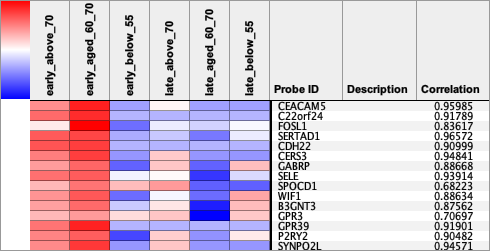 early_above_70
early_aged_60_70
early_below_55
late_above_70
late_aged_60_70
late_below_55
Probe ID Description Correlation
CEACAM5 0.95985
C22orf24 0.91789
FOSL1 0.83617
SERTAD1 0.96572
CDH22 0.90999
CERS3 0.94841
GABRP 0.88668
SELE 0.93914
SPOCD1 0.68223
WIF1 0.88634
B3GNT3 0.87562
GPR3 0.70697
GPR39 0.91901
P2RY2 0.90482
SYNPO2L 0.94571